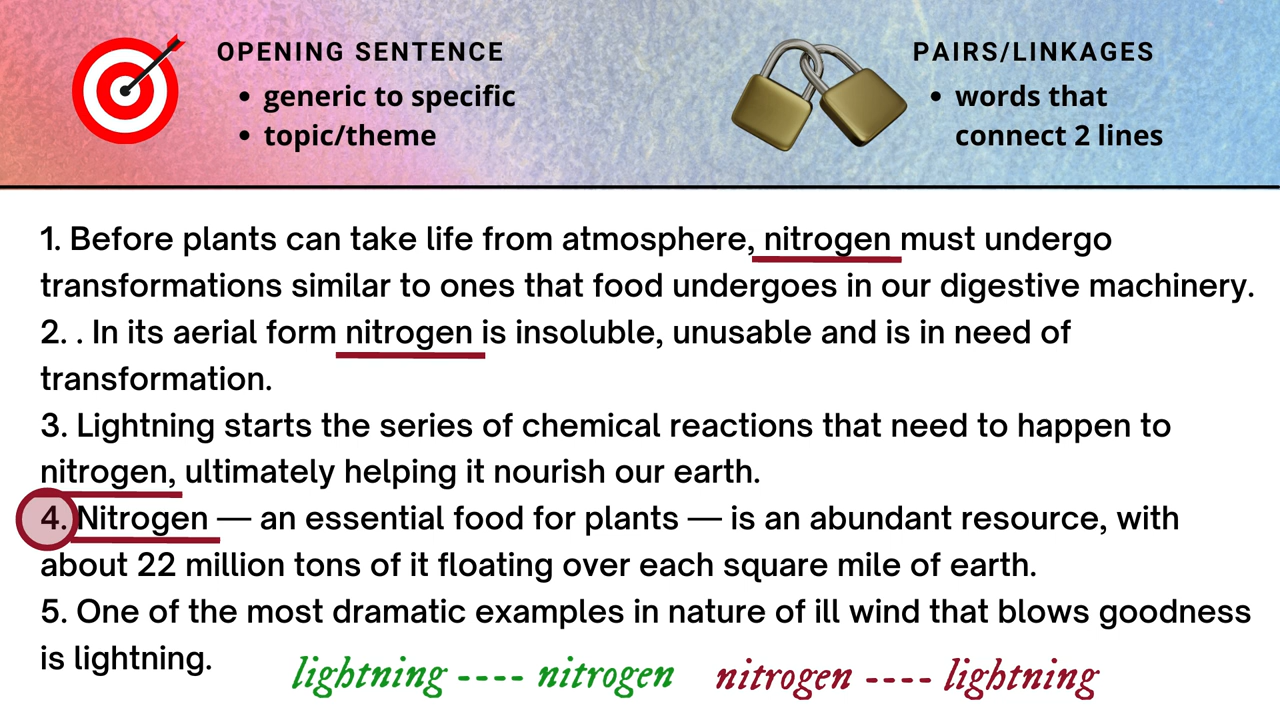 OPENING SENTENCE
• generic to specific
• topic/theme
PAIRS/LINKAGES
• words that
connect 2 lines
1. Before plants can take life from atmosphere, nitrogen must undergo
transformations similar to ones that food undergoes in our digestive machinery.
2. . In its aerial form nitrogen is insoluble, unusable and is in need of
transformation.
3. Lightning starts the series of chemical reactions that need to happen to
nitrogen, ultimately helping it nourish our earth.
4. Nitrogen — an essential food for plants — is an abundant resource, with
about 22 million tons of it floating over each square mile of earth.
5. One of the most dramatic examples in nature of ill wind that blows goodness
is lightning.
lightning ---- nitrogen
nitrogen ---- lightning